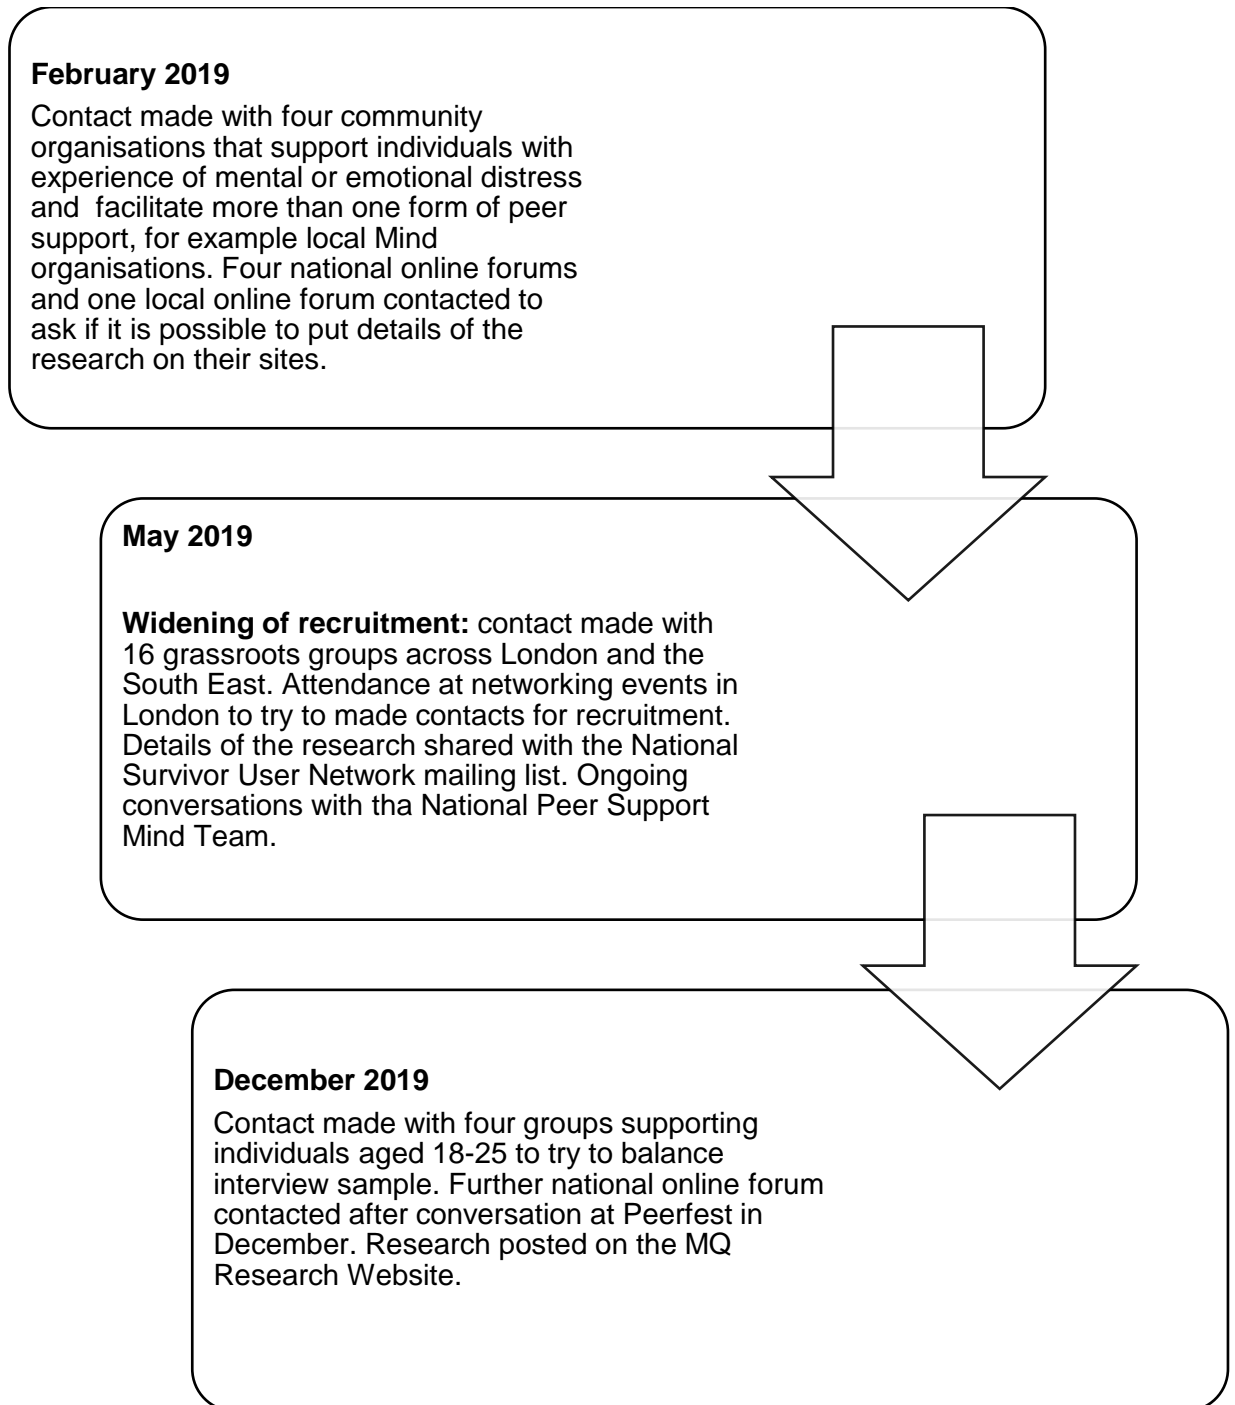 February 2019
Contact made with four community
organisations that support individuals with
experience of mental or emotional distress
and  facilitate more than one form of peer
support, for example local Mind
organisations. Four national online forums
and one local online forum contacted to
ask if it is possible to put details of the
research on their sites.
May 2019
Widening of recruitment: contact made with
16 grassroots groups across London and the
South East. Attendance at networking events in
London to try to made contacts for recruitment.
Details of the research shared with the National
Survivor User Network mailing list. Ongoing
conversations with tha National Peer Support
Mind Team.
December 2019
Contact made with four groups supporting
individuals aged 18-25 to try to balance
interview sample. Further national online forum
contacted after conversation at Peerfest in
December. Research posted on the MQ
Research Website.